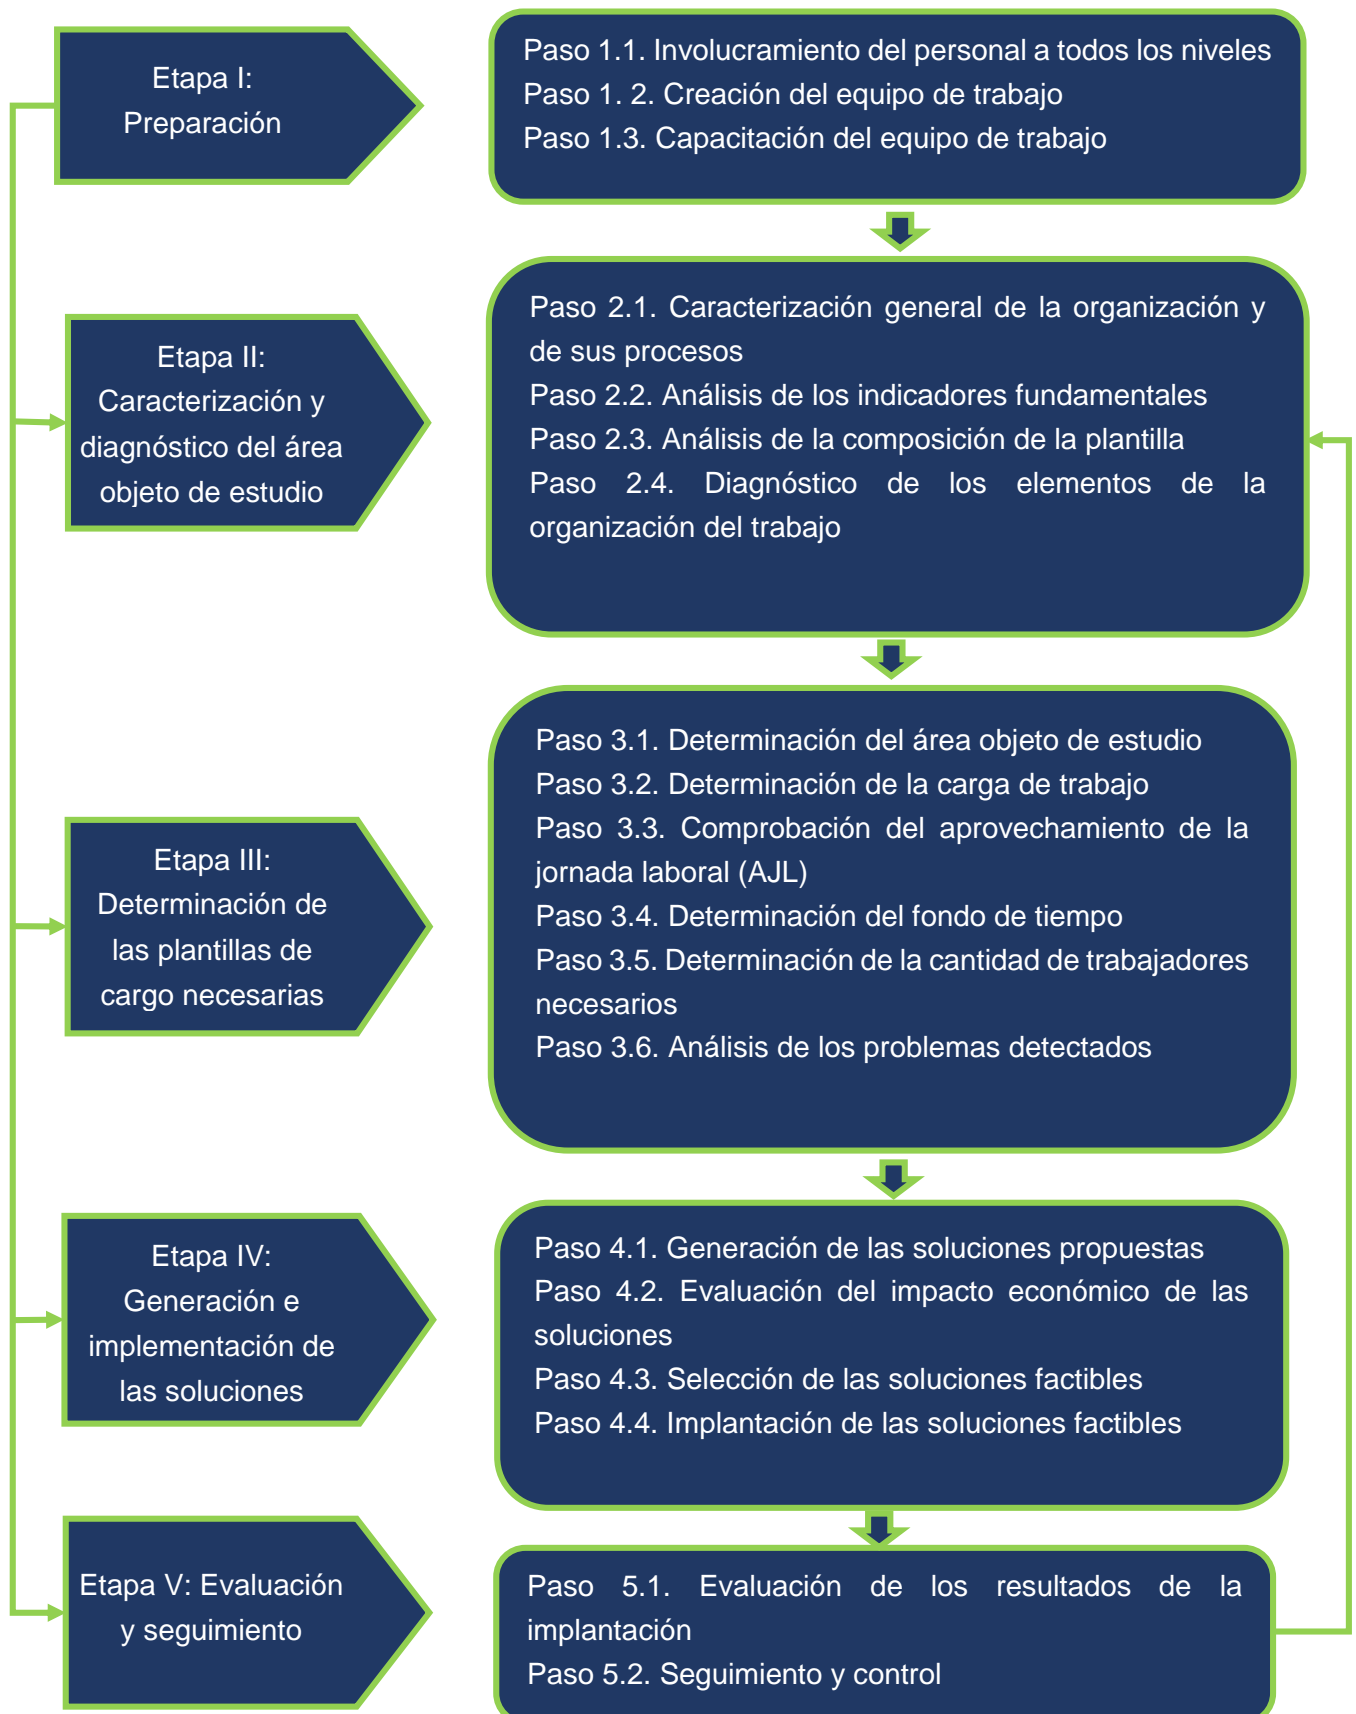 Etapa I:
Preparación
Paso 1.1. Involucramiento del personal a todos los niveles
Paso 1. 2. Creación del equipo de trabajo
Paso 1.3. Capacitación del equipo de trabajo
Etapa II:
Caracterización y
diagnóstico del área
objeto de estudio
Paso 2.1. Caracterización general de la organización y
de sus procesos
Paso 2.2. Análisis de los indicadores fundamentales
Paso 2.3. Análisis de la composición de la plantilla
Paso 2.4. Diagnóstico de los elementos de la
organización del trabajo
Etapa III:
Determinación de
las plantillas de
cargo necesarias
Paso 3.1. Determinación del área objeto de estudio
Paso 3.2. Determinación de la carga de trabajo
Paso 3.3. Comprobación del aprovechamiento de la
jornada laboral (AJL)
Paso 3.4. Determinación del fondo de tiempo
Paso 3.5. Determinación de la cantidad de trabajadores
necesarios
Paso 3.6. Análisis de los problemas detectados
Etapa IV:
Generación e
implementación de
las soluciones
Paso 4.1. Generación de las soluciones propuestas
Paso 4.2. Evaluación del impacto económico de las
soluciones
Paso 4.3. Selección de las soluciones factibles
Paso 4.4. Implantación de las soluciones factibles
Etapa V: Evaluación
y seguimiento
Paso 5.1. Evaluación de los resultados de la
implantación
Paso 5.2. Seguimiento y control